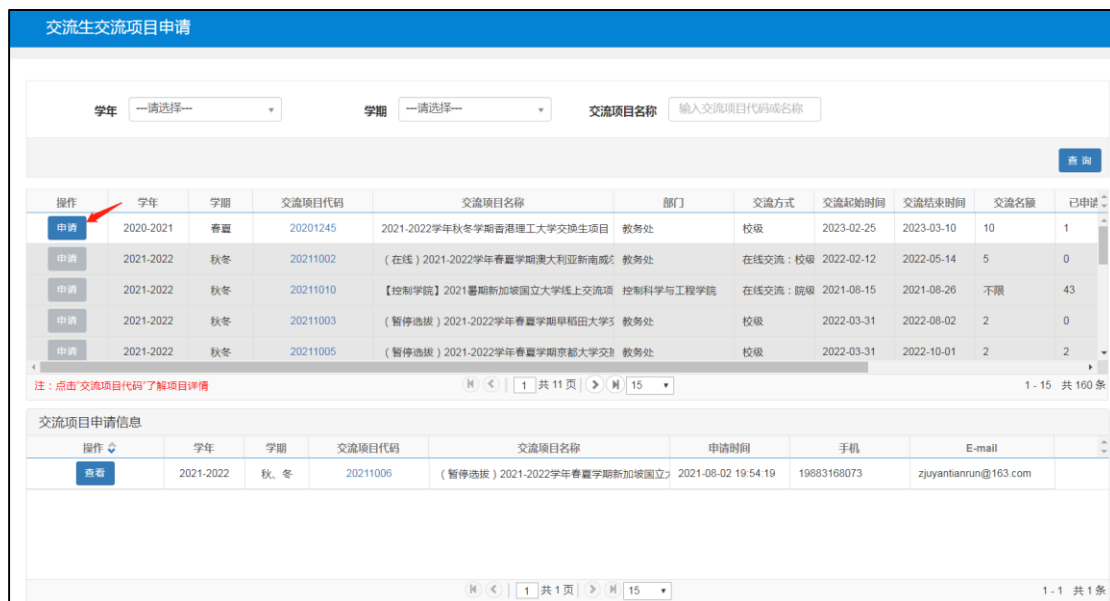 交流生交流项目申请
学年 ---请选择--- 学期 ---请选择--- 交流项目名称 输入交流项目代码或名称
查 询
操作 学年 学期 交流项目代码 交流项目名称 部门 交流方式 交流起始时间 交流结束时间 交流名额 已申请
申请 2020-2021 春夏 20201245 2021-2022学年秋冬学期香港理工大学交换生项目 教务处 校级 2023-02-25 2023-03-10 10 1
申请 2021-2022 秋冬 20211002 （在线）2021-2022学年春夏学期澳大利亚新南威 教务处 在线交流：校级 2022-02-12 2022-05-14 5 0
申请 2021-2022 秋冬 20211010 【控制学院】2021暑期新加坡国立大学线上交流项 控制科学与工程学院 在线交流：院级 2021-08-15 2021-08-26 不限 43
申请 2021-2022 秋冬 20211003 （暂停选拔）2021-2022学年春夏学期早稻田大学 教务处 校级 2022-03-31 2022-08-02 2 0
申请 2021-2022 秋冬 20211005 （暂停选拔）2021-2022学年春夏学期京都大学交 教务处 校级 2022-03-31 2022-10-01 2 2
注：点击“交流项目代码”了解项目详情 1 共 11 页 15 1 - 15 共 160 条
交流项目申请信息
操作 学年 学期 交流项目代码 交流项目名称 申请时间 手机 E-mail
查看 2021-2022 秋、冬 20211006 （暂停选拔）2021-2022学年春夏学期新加坡国立 2021-08-02 19:54:19 19883168073 zjuyantianrun@163.com
1 共 1 页 15 1 - 1 共 1 条